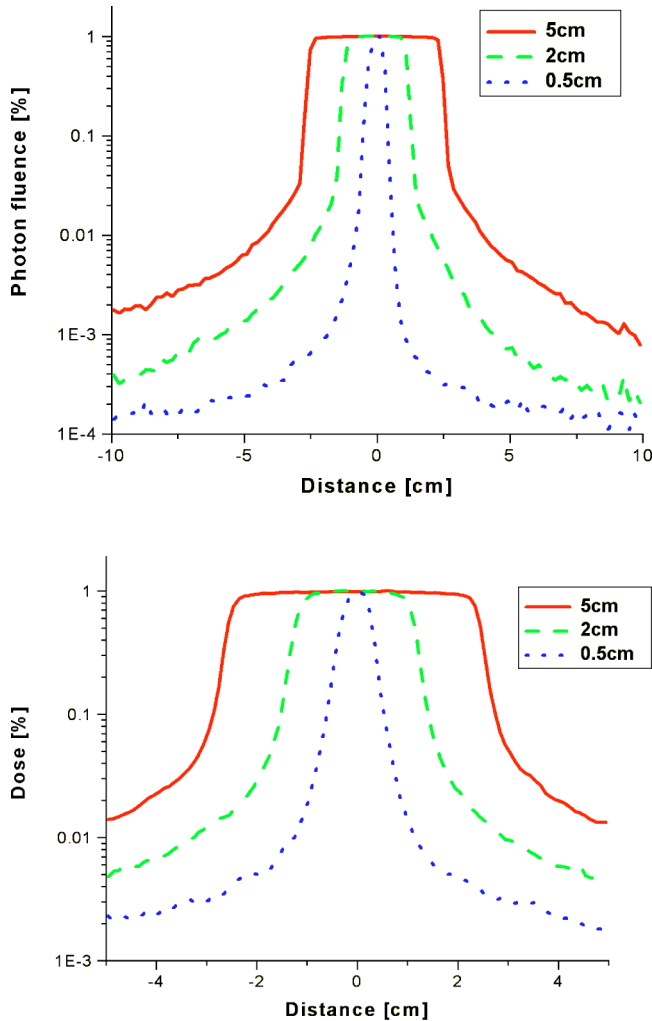 5cm
2cm
0.5cm
Photon fluence [%]
1
0.1
0.01
1E-3
1E-4
-10
-5
0
5
10
Distance [cm]
5cm
2cm
0.5cm
Dose [%]
1
0.1
0.01
1E-3
-4
-2
0
2
4
Distance [cm]